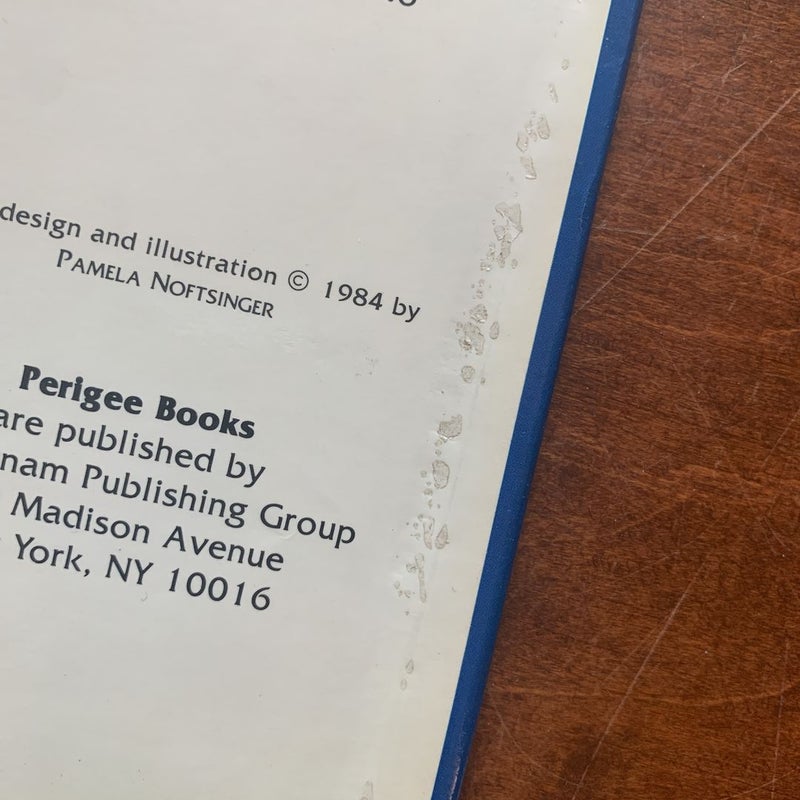 design and illustration © 1984 by
PAMELA NOFTSINGER
Perigee Books
are published by
nam Publishing Group
Madison Avenue
York, NY 10016